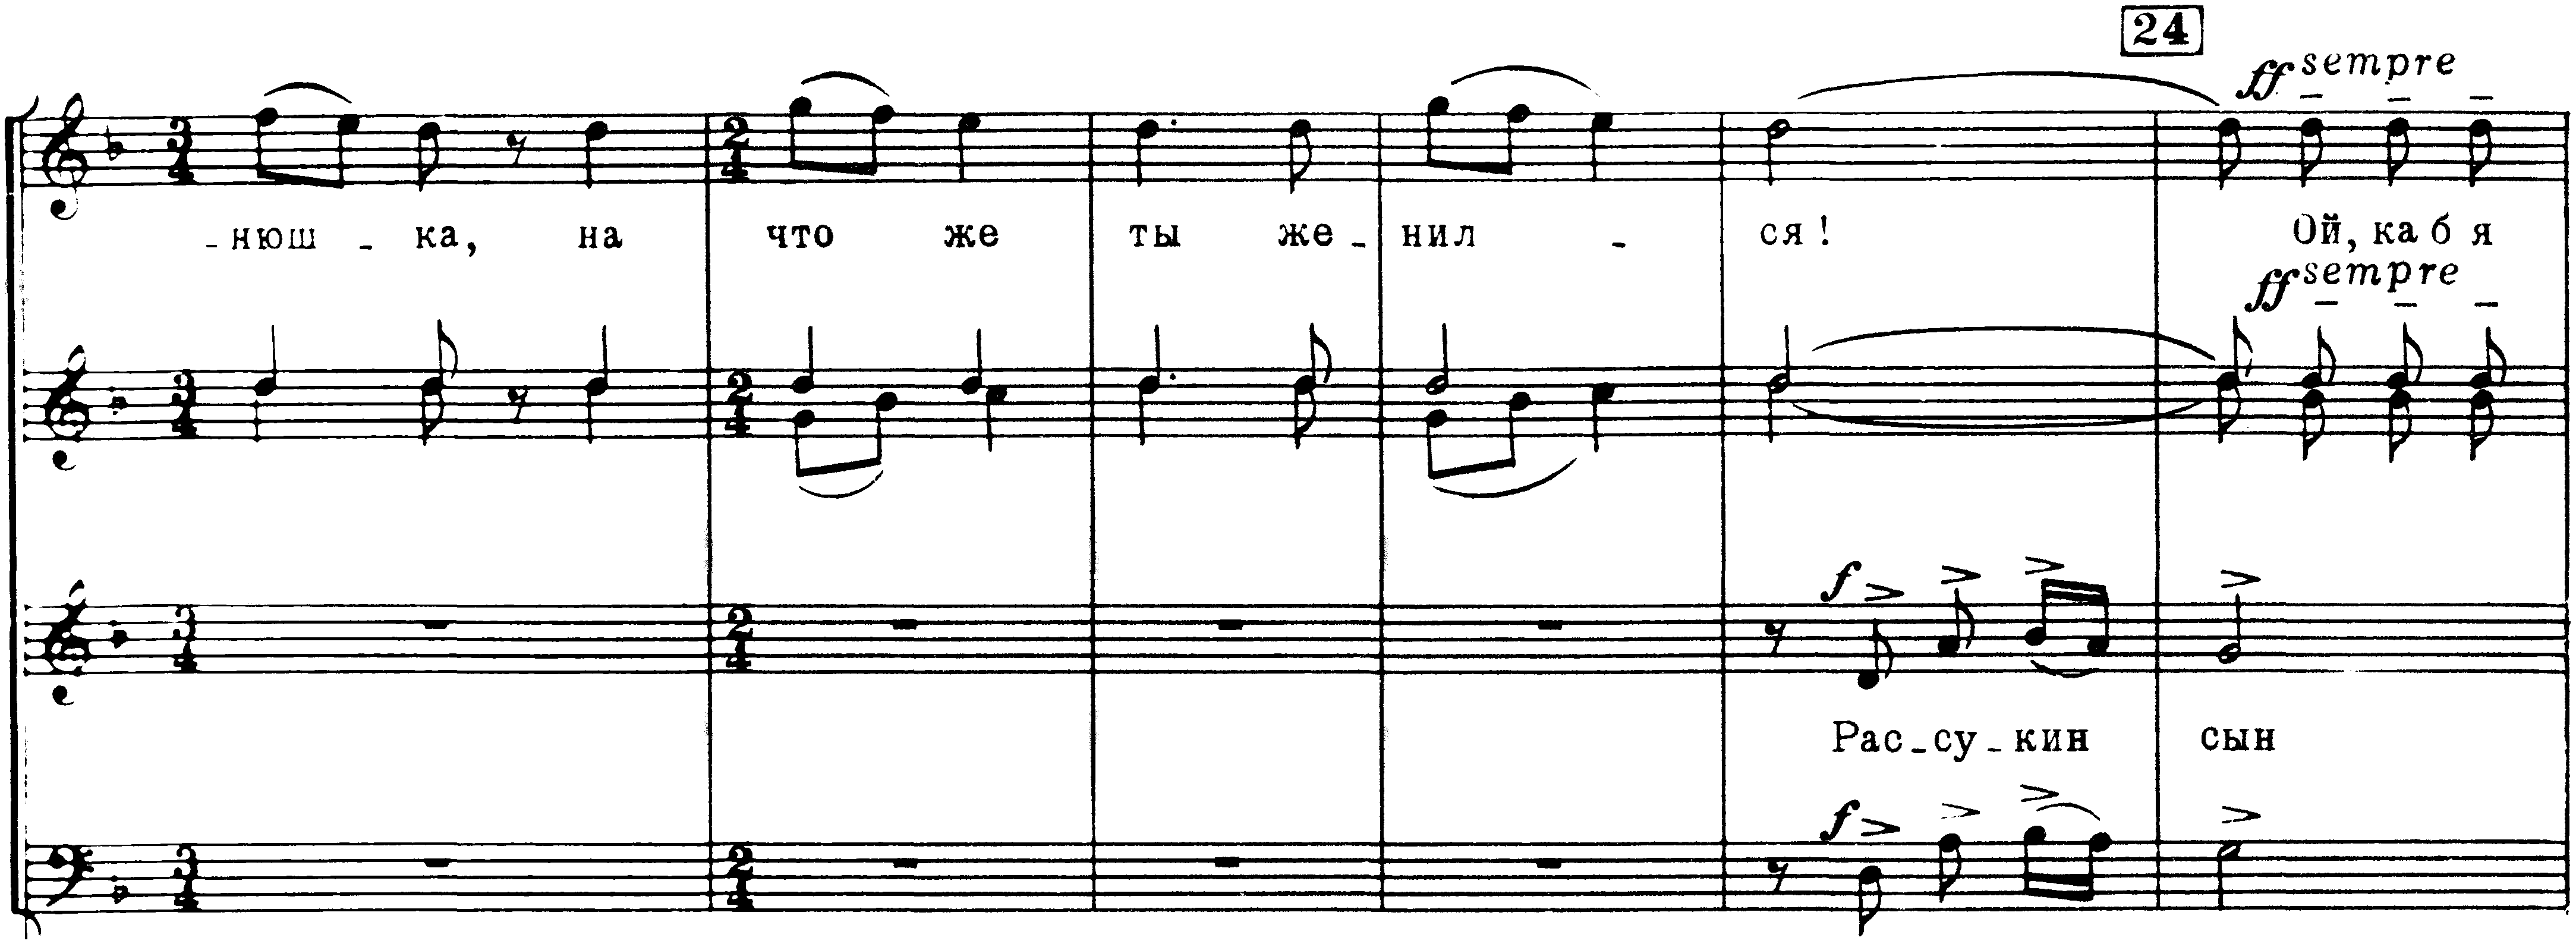 24
ff sempre
- нюш - ка, на что же ты же - нил - ся! Ой, ка б я
ff sempre
f
Рас - су - кин сын
f